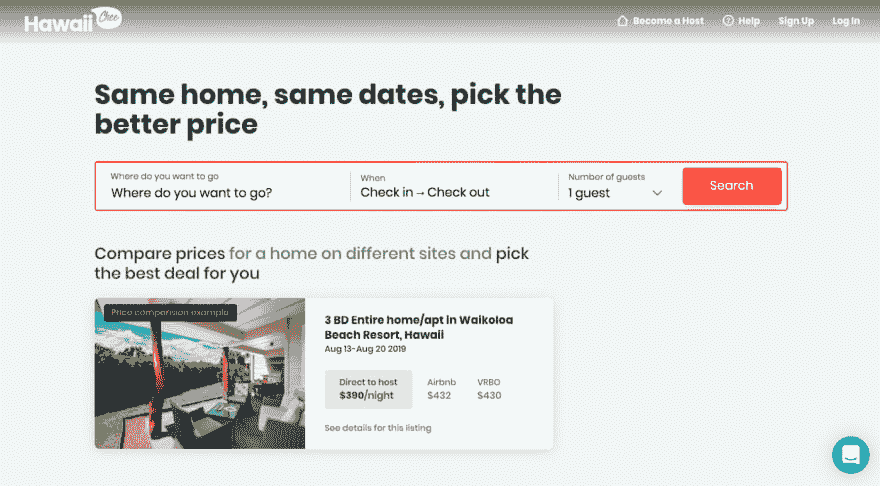 Hawaii Choo
Become a Host
Help
Sign Up
Log In
Same home, same dates, pick the
better price
Where do you want to go
Where do you want to go?
When
Check in→Check out
Number of guests
1 guest
Search
Compare prices for a home on different sites and pick
the best deal for you
Price comparision example
3 BD Entire home/apt in Waikoloa
Beach Resort, Hawaii
Aug 13-Aug 20 2019
Direct to host
$390/night
Airbnb
$432
VRBO
$430
See details for this listing